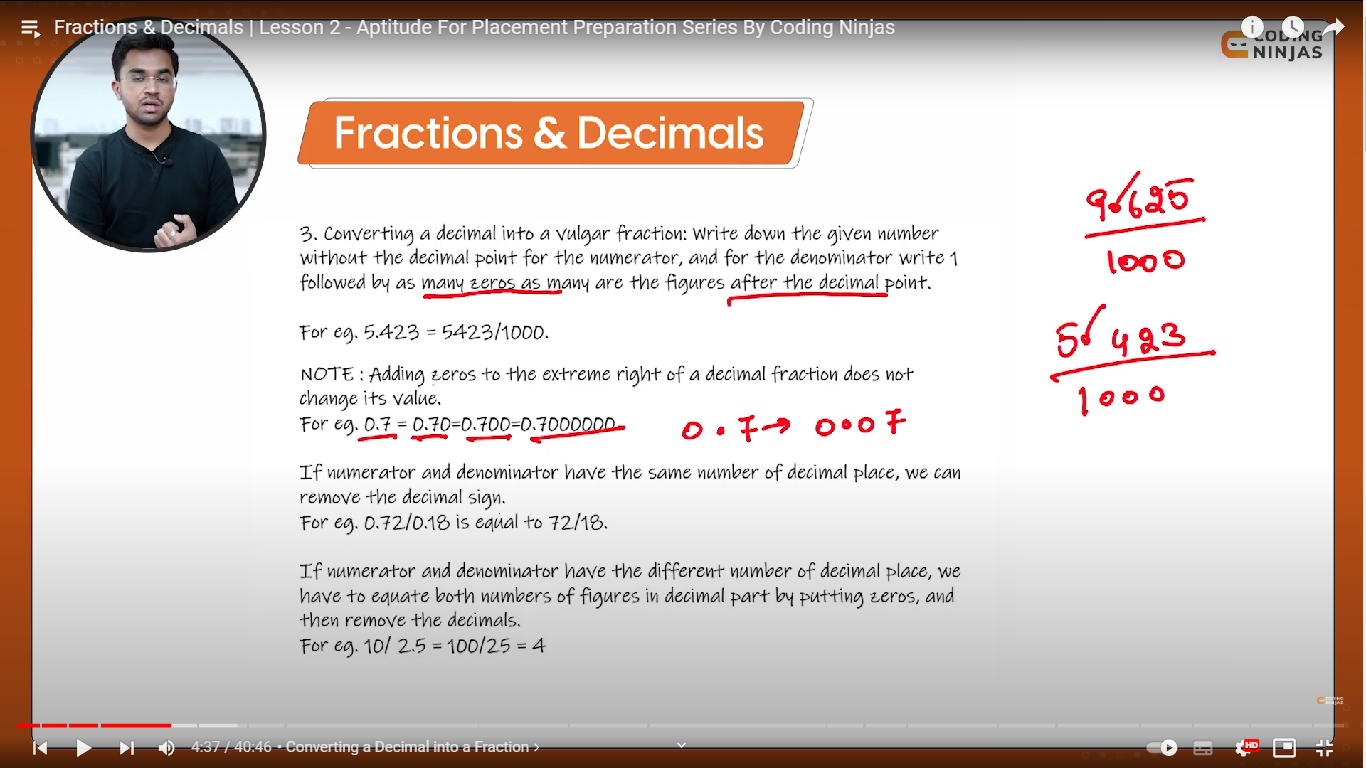 Fractions & Decimals | Lesson 2 - Aptitude For Placement Preparation Series By Coding Ninjas
CODING
NINJAS
Fractions & Decimals
3. Converting a decimal into a vulgar fraction: Write down the given number
without the decimal point for the numerator, and for the denominator write 1
followed by as many zeros as many are the figures after the decimal point.
For eg. 5.423 = 5423/1000.
NOTE : Adding zeros to the extreme right of a decimal fraction does not
change its value.
For eg. 0.7 = 0.70=0.700=0.7000000
0.7→ 0.07
If numerator and denominator have the same number of decimal place, we can
remove the decimal sign.
For eg. 0.72/0.18 is equal to 72/18.
If numerator and denominator have the different number of decimal place, we
have to equate both numbers of figures in decimal part by putting zeros, and
then remove the decimals.
For eg. 10/ 2.5 = 100/25 = 4
9.625
1000
5.423
1000
CODING
NINJAS
4:37 / 40:46 • Converting a Decimal into a Fraction ›
HD